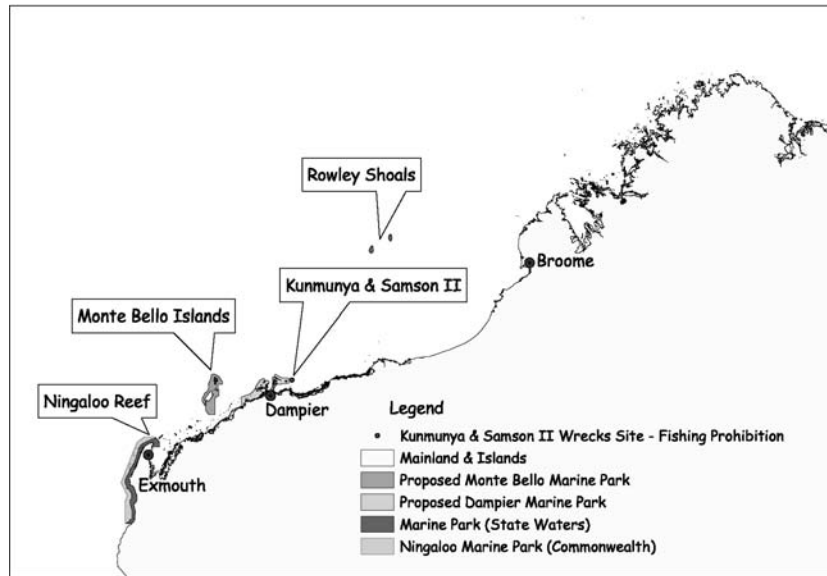 Rowley Shoals
Broome
Kunmunya & Samson II
Monte Bello Islands
Ningaloo Reef
Dampier
Exmouth
Legend
Kunmunya & Samson II Wrecks Site - Fishing Prohibition
Mainland & Islands
Proposed Monte Bello Marine Park
Proposed Dampier Marine Park
Marine Park (State Waters)
Ningaloo Marine Park (Commonwealth)